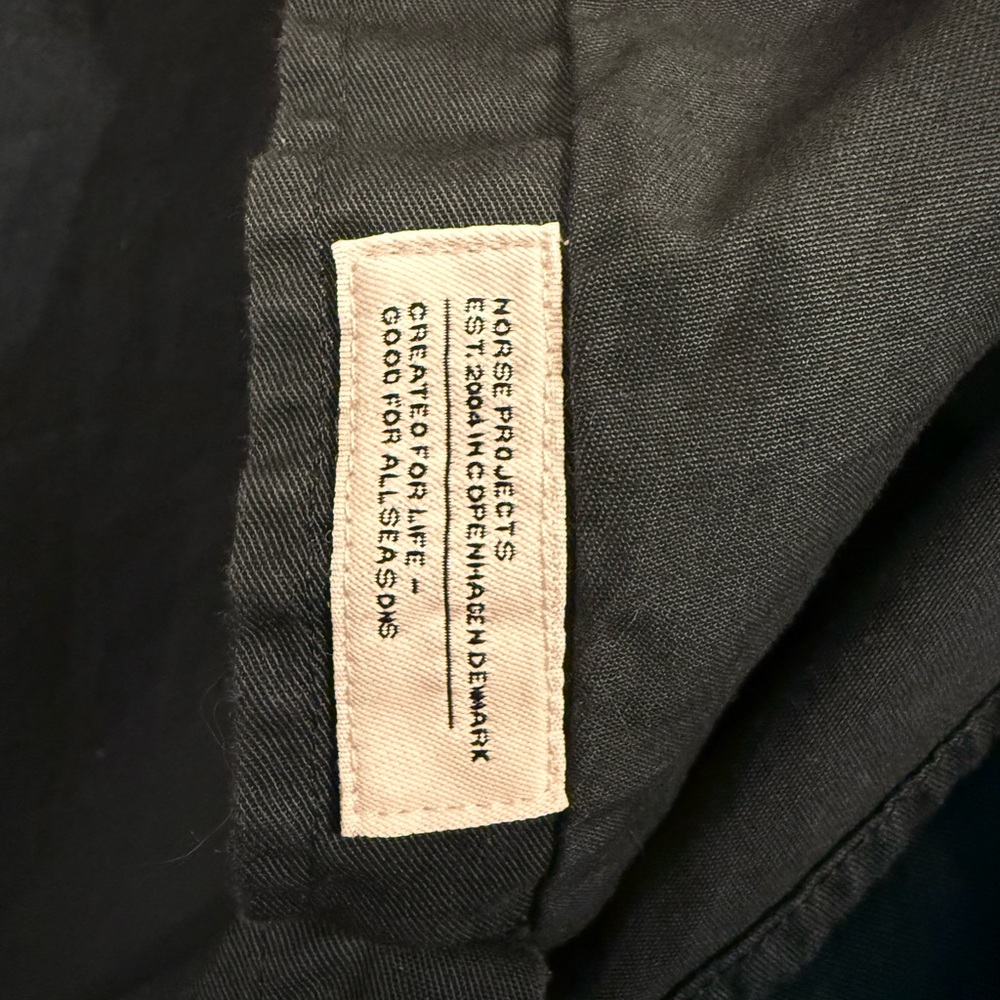 NORSE PROJECTS
EST. 2004 IN COPENHAGEN DENMARK
CREATED FOR LIFE –
GOOD FOR ALL SEASONS